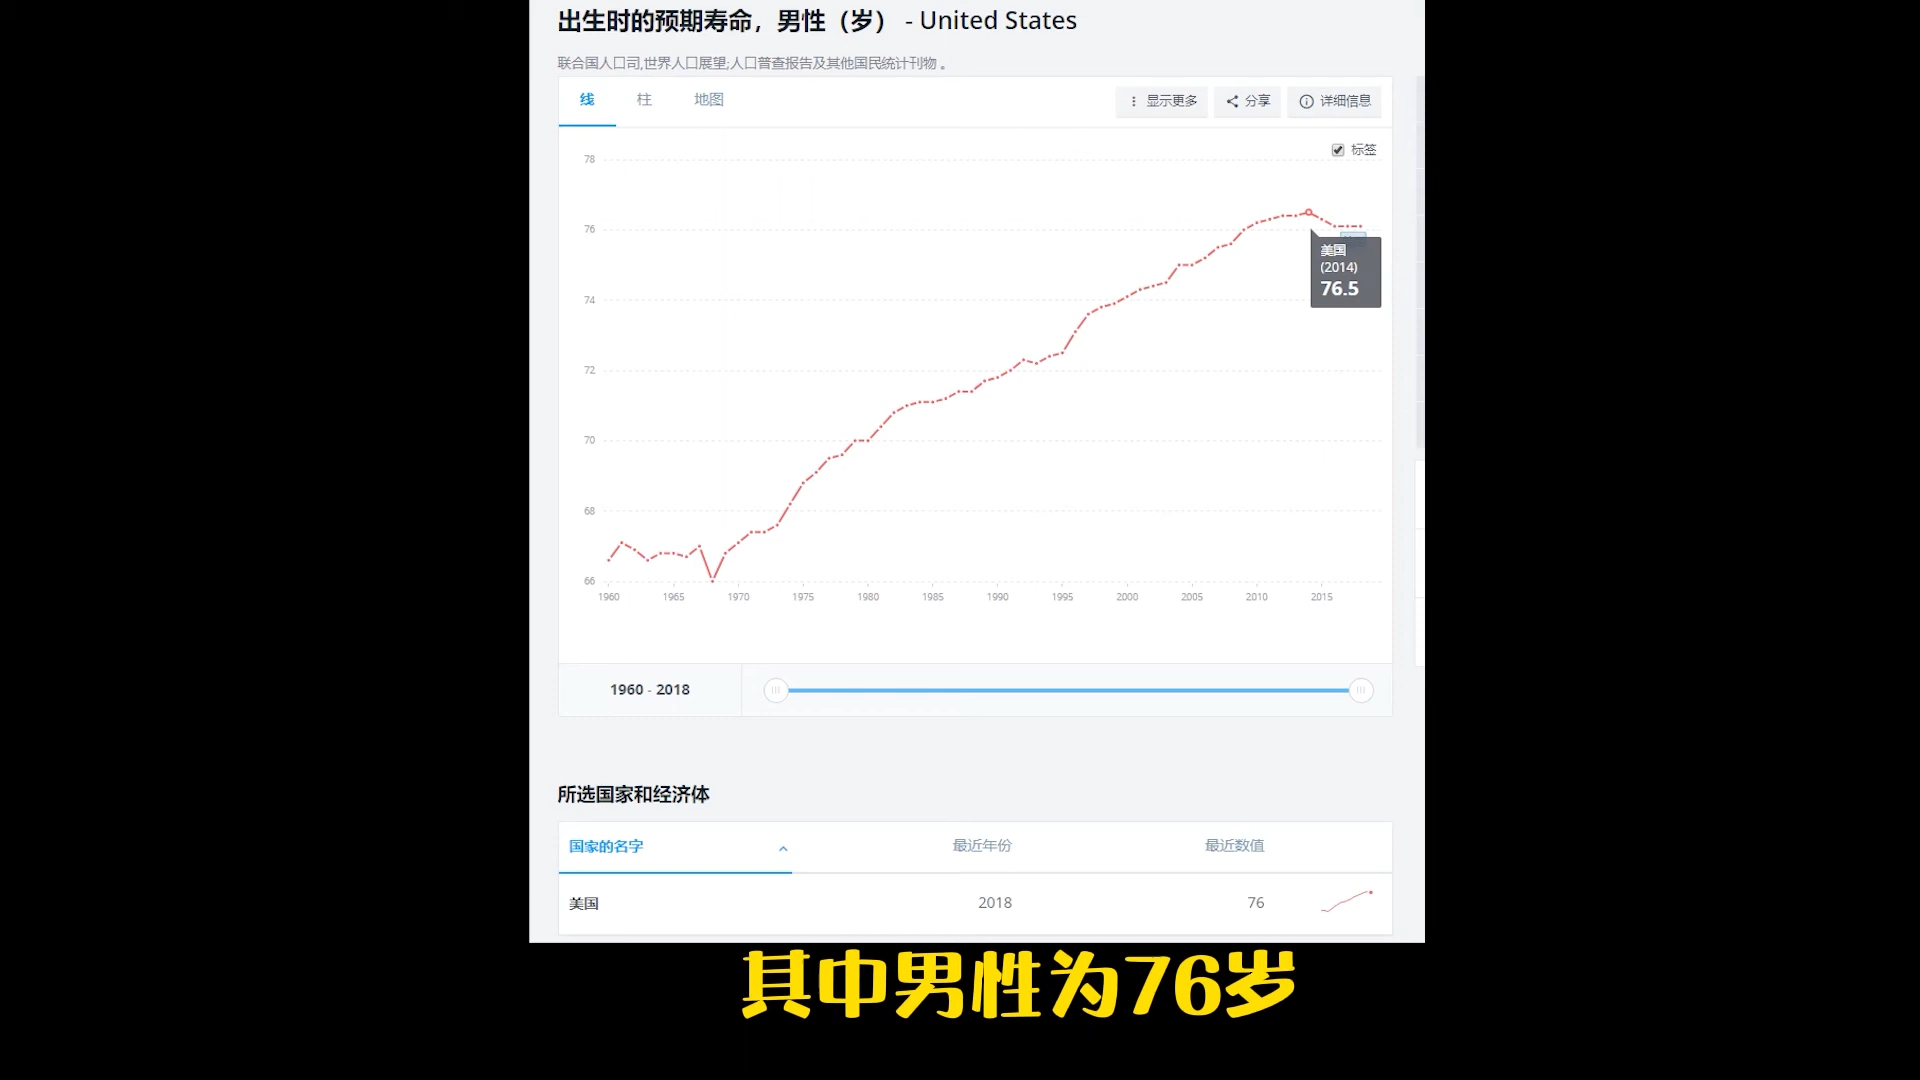 出生时的预期寿命，男性（岁） - United States
联合国人口司,世界人口展望;人口普查报告及其他国民统计刊物 。
线 柱 地图 显示更多 分享 详细信息
标签
78
76
74
72
70
68
66
美国
(2014)
76.5
1960 1965 1970 1975 1980 1985 1990 1995 2000 2005 2010 2015
1960 - 2018
所选国家和经济体
国家的名字 最近年份 最近数值
美国 2018 76
其中男性为76岁